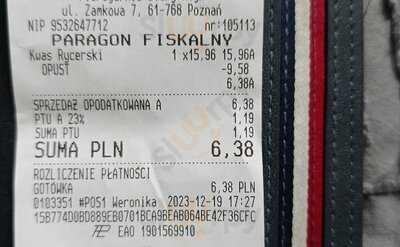 ul. Zamkowa 7, 61-768 Poznań
NIP 9532647712 nr:105113
PARAGON FISKALNY
Kwas Rycerski 1 x15,96 15,96A
OPUST -9,58
6,38A
SPRZEDAŻ OPODATKOWANA A 6,38
PTU A 23% 1,19
SUMA PTU 1,19
SUMA PLN 6,38
ROZLICZENIE PŁATNOŚCI
GOTÓWKA 6,38 PLN
0103351 #POS1 Weronika 2023-12-19 17:27
15B774D0BD889EB0701BCA9BEAB064BE42F36CFC
EAO 1901569910